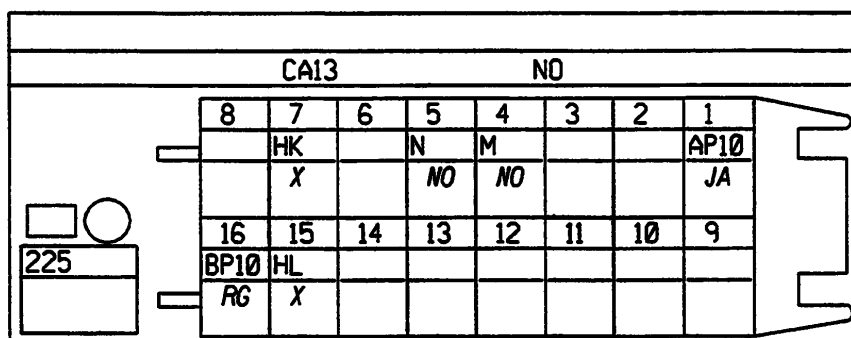 CA13 NO
8 7 6 5 4 3 2 1
HK N M AP10
X NO NO JA
16 15 14 13 12 11 10 9
225 BP10 HL
RG X